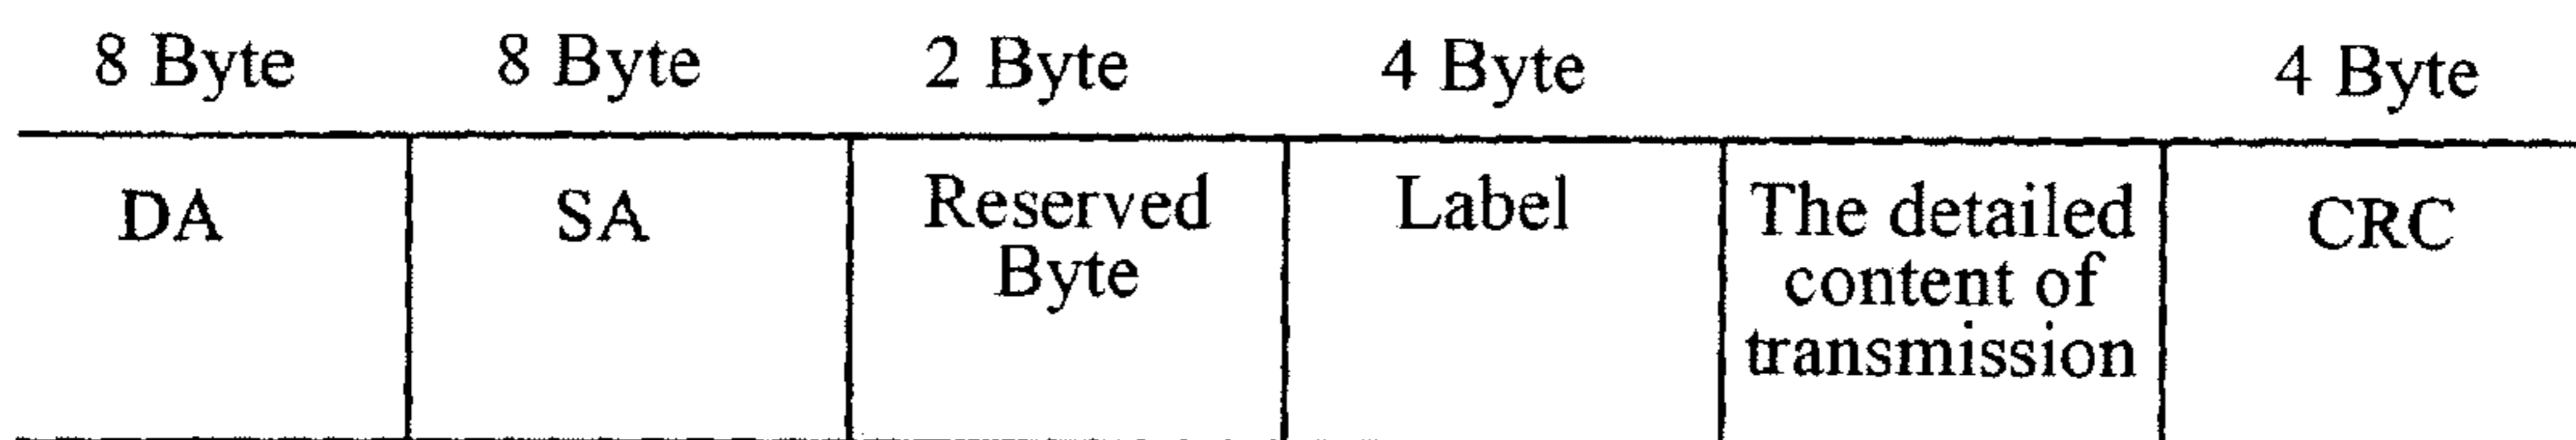 8 Byte 8 Byte 2 Byte 4 Byte 4 Byte
DA SA Reserved Byte Label The detailed content of transmission CRC